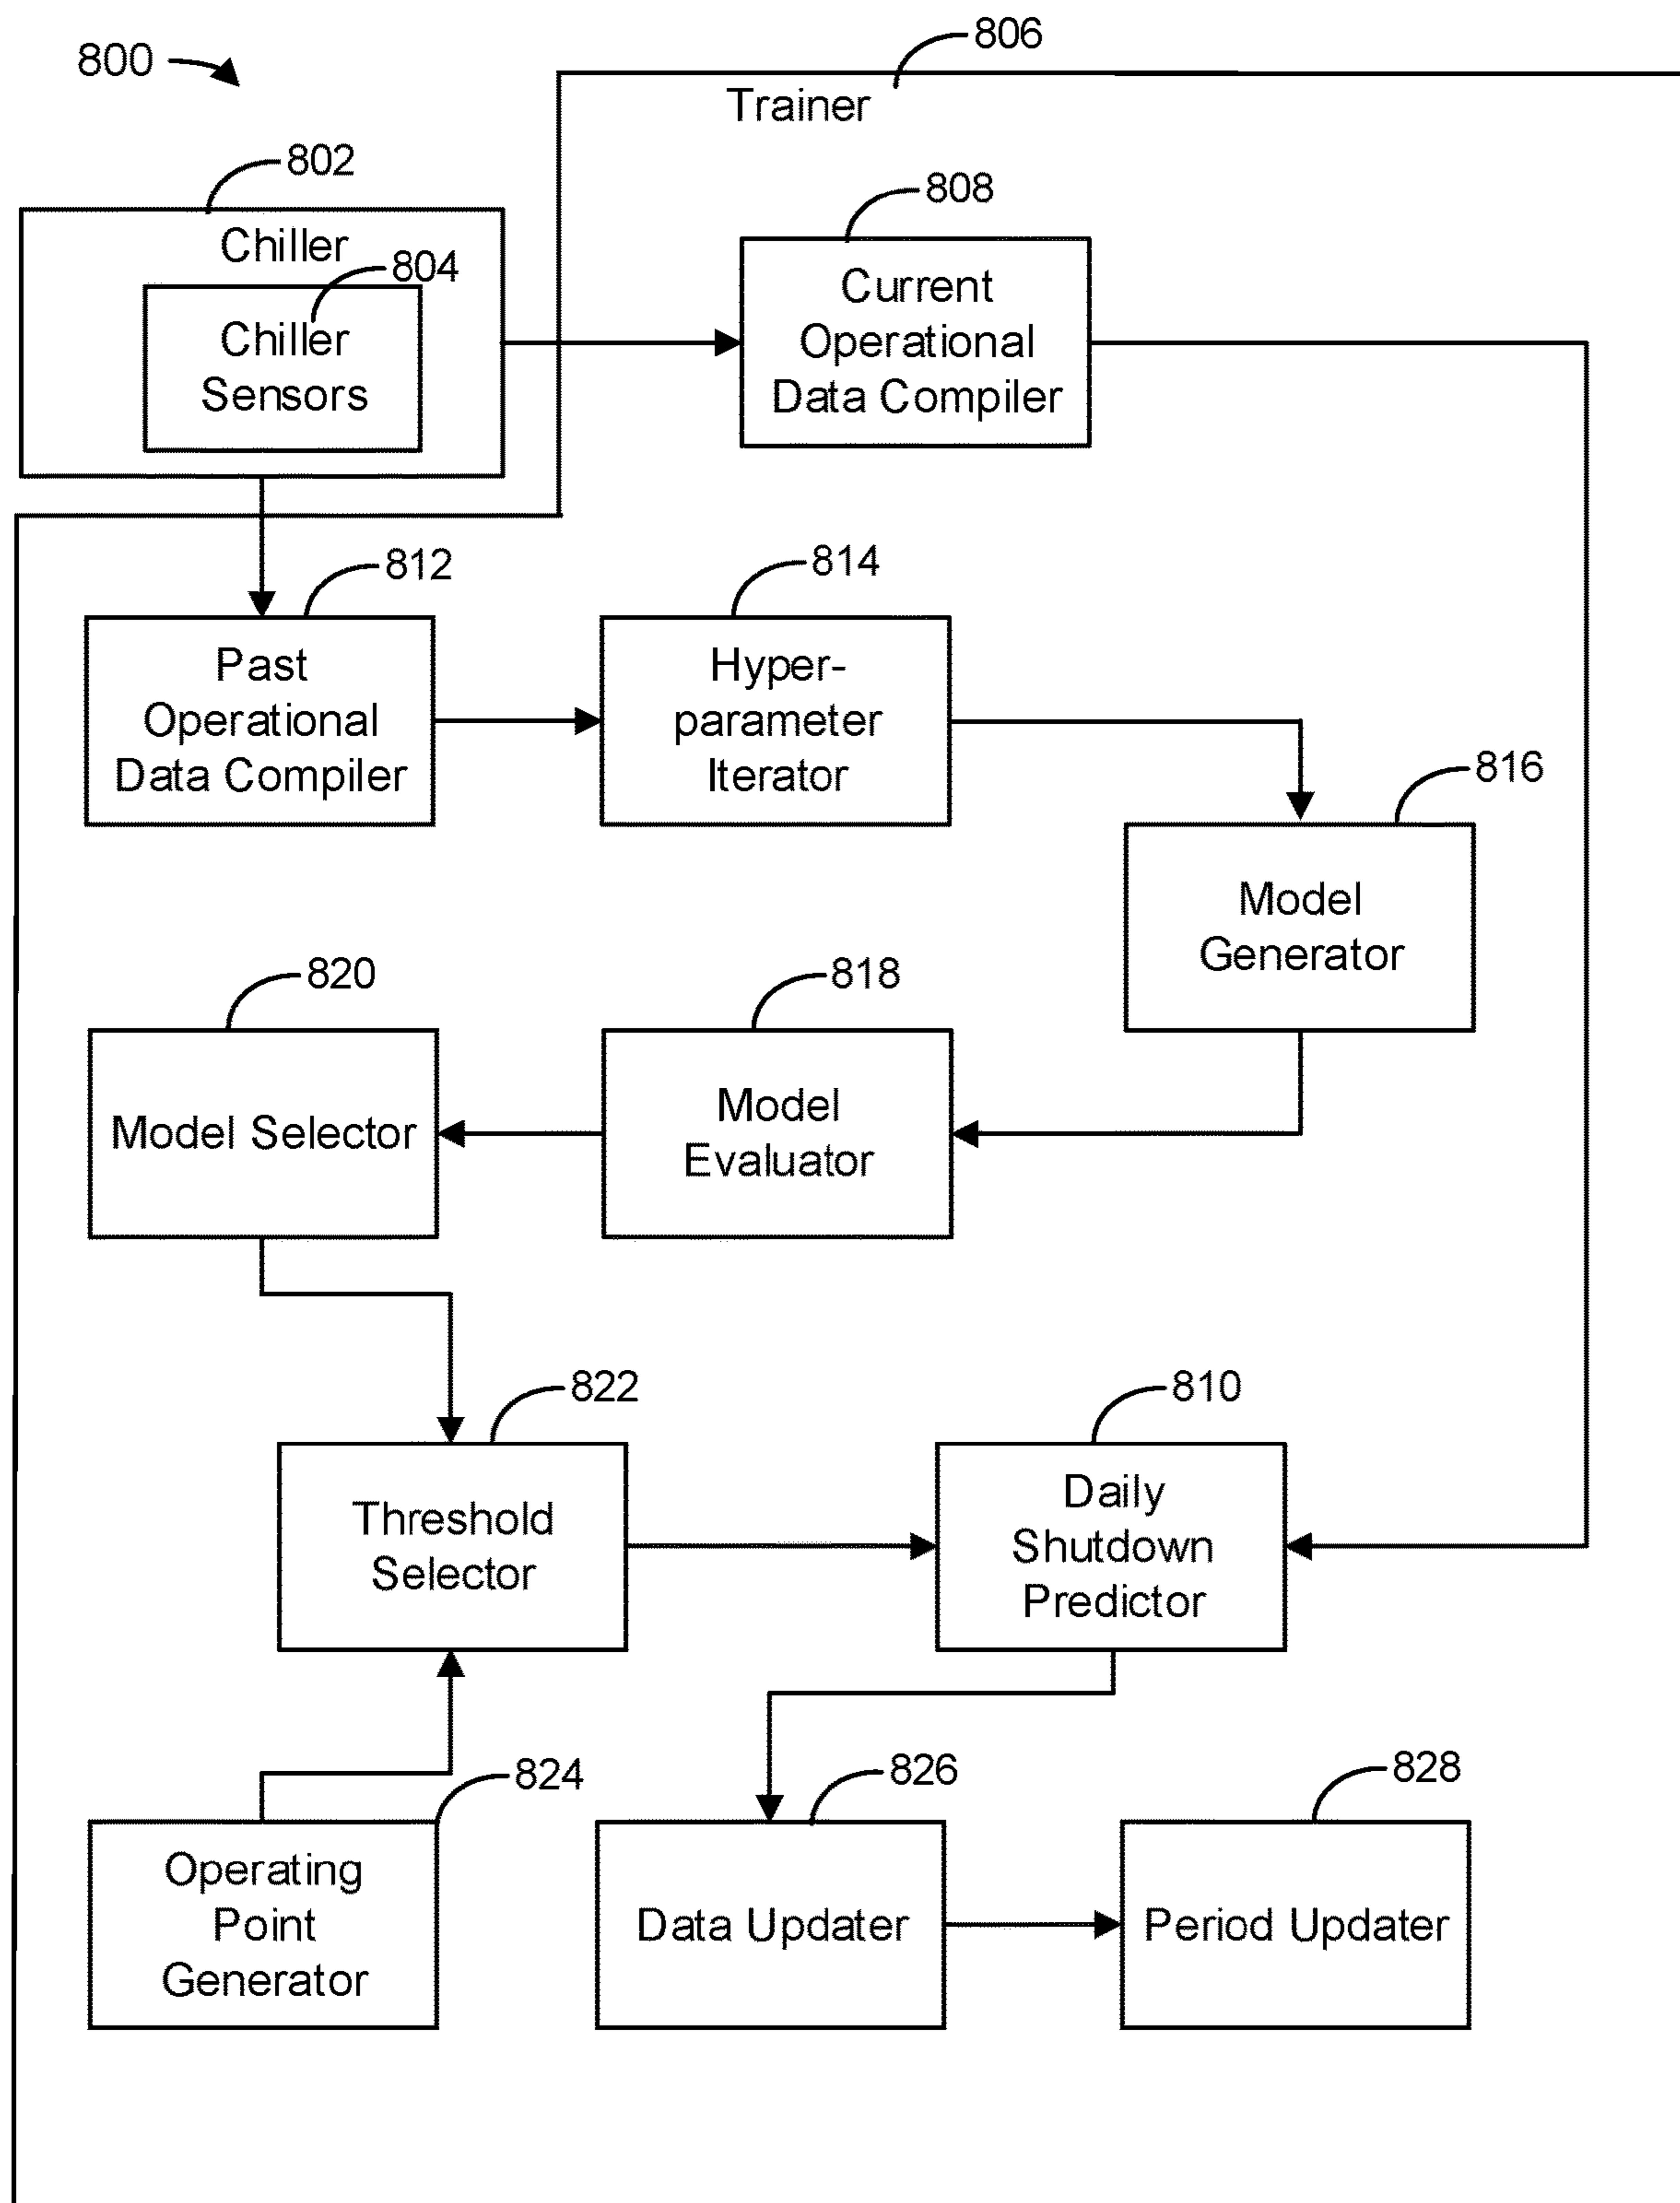 800
806
Trainer
802
Chiller
804
Chiller
Sensors
808
Current
Operational
Data Compiler
812
Past
Operational
Data Compiler
814
Hyper-
parameter
Iterator
816
Model
Generator
820
Model Selector
818
Model
Evaluator
822
Threshold
Selector
810
Daily
Shutdown
Predictor
824
Operating
Point
Generator
826
Data Updater
828
Period Updater